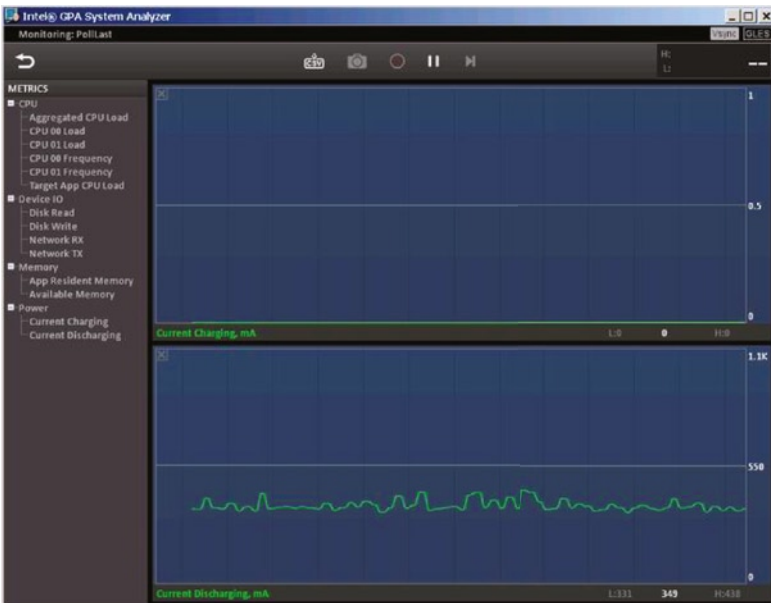 Intel® GPA System Analyzer
Monitoring: PollLast
Vsync GLES
CSV
H:
L:
--
METRICS
CPU
Aggregated CPU Load
CPU 00 Load
CPU 01 Load
CPU 00 Frequency
CPU 01 Frequency
Target App CPU Load
Device IO
Disk Read
Disk Write
Network RX
Network TX
Memory
App Resident Memory
Available Memory
Power
Current Charging
Current Discharging
1
0.5
0
Current Charging, mA L:0 0 H:0
1.1K
550
0
Current Discharging, mA L:331 349 H:438